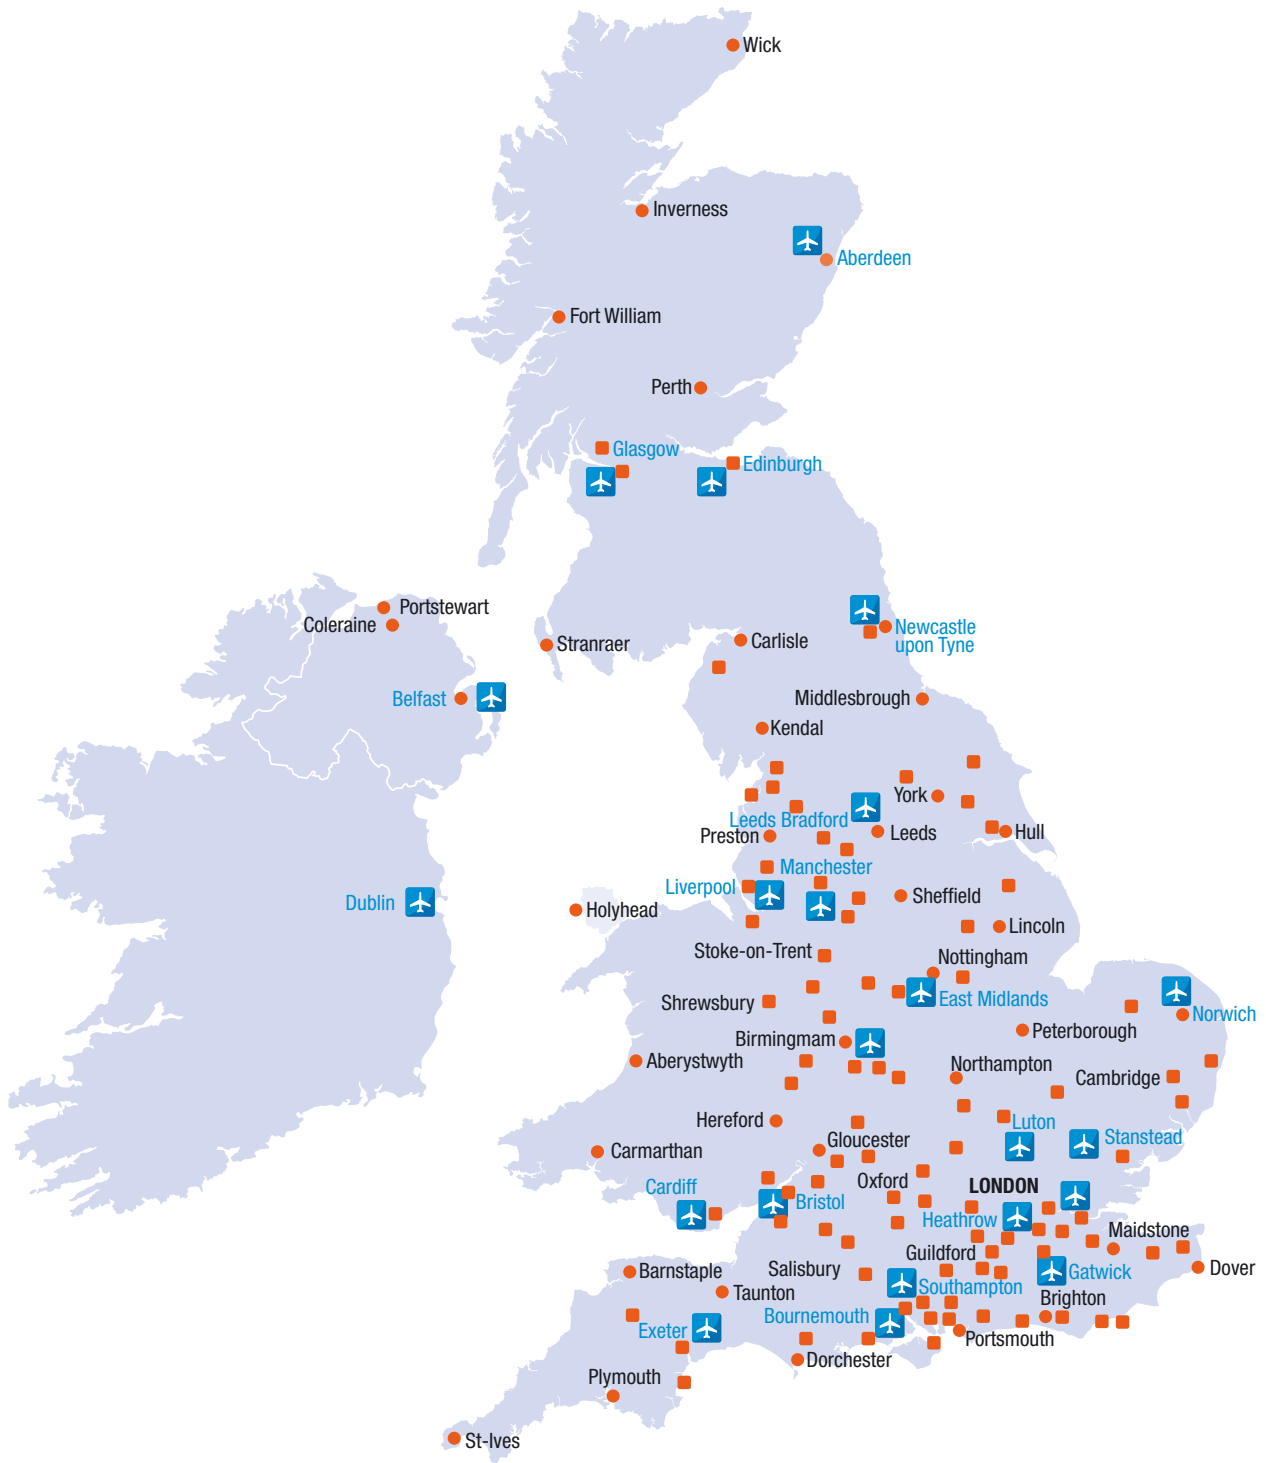 Wick
Inverness
Aberdeen
Fort William
Perth
Glasgow
Edinburgh
Portstewart
Coleraine
Newcastle
upon Tyne
Stranraer
Carlisle
Belfast
Middlesbrough
Kendal
York
Leeds Bradford
Preston
Leeds
Hull
Manchester
Liverpool
Sheffield
Dublin
Holyhead
Lincoln
Stoke-on-Trent
Nottingham
Shrewsbury
East Midlands
Norwich
Birmingmam
Peterborough
Aberystwyth
Northampton
Cambridge
Hereford
Luton
Gloucester
Stanstead
Carmarthan
Oxford
Cardiff
LONDON
Bristol
Heathrow
Maidstone
Guildford
Salisbury
Barnstaple
Gatwick
Dover
Southampton
Taunton
Brighton
Bournemouth
Exeter
Portsmouth
Dorchester
Plymouth
St-Ives